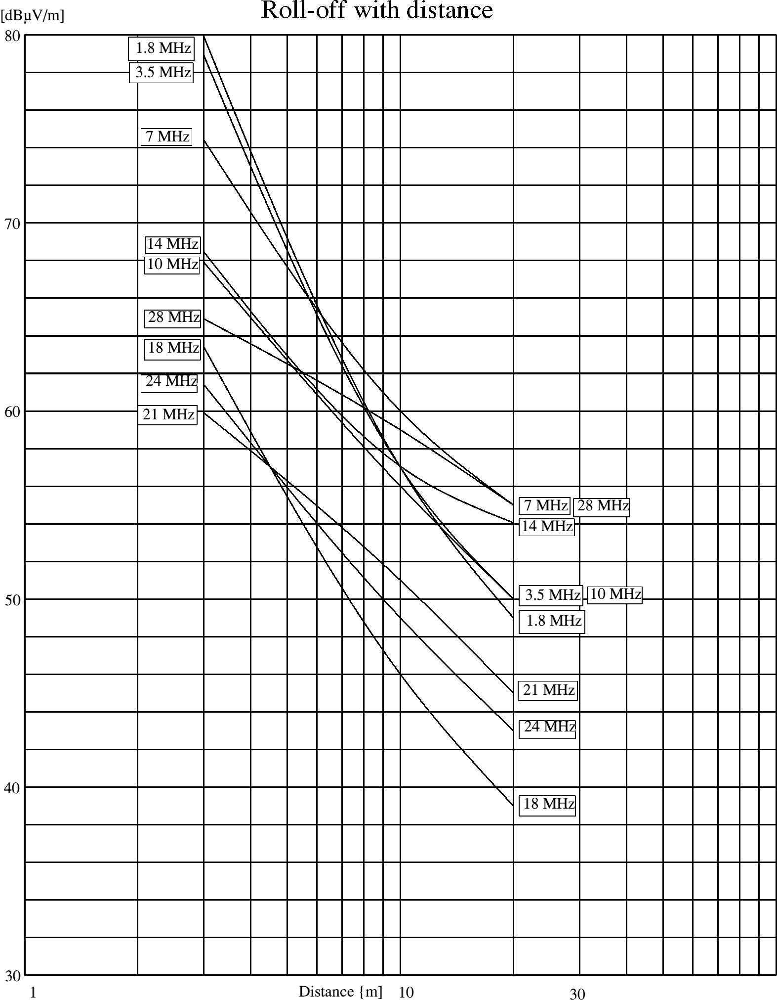 Roll-off with distance
[dBµV/m]
80
1.8 MHz
3.5 MHz
7 MHz
70
14 MHz
10 MHz
28 MHz
18 MHz
24 MHz
60
21 MHz
7 MHz 28 MHz
14 MHz
50
3.5 MHz 10 MHz
1.8 MHz
21 MHz
24 MHz
40
18 MHz
30
1 Distance {m] 10 30